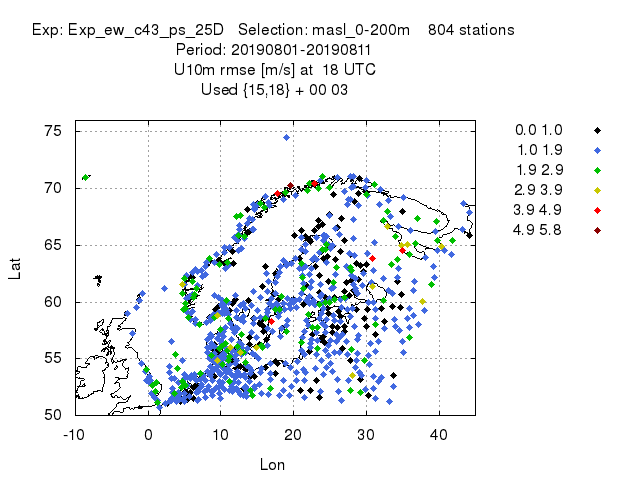 Exp: Exp_ew_c43_ps_25D   Selection: masl_0-200m    804 stations
Period: 20190801-20190811
U10m rmse [m/s] at  18 UTC
Used {15,18} + 00 03
0.0 1.0
1.0 1.9
1.9 2.9
2.9 3.9
3.9 4.9
4.9 5.8
75
70
65
60
55
50
Lat
-10 0 10 20 30 40
Lon